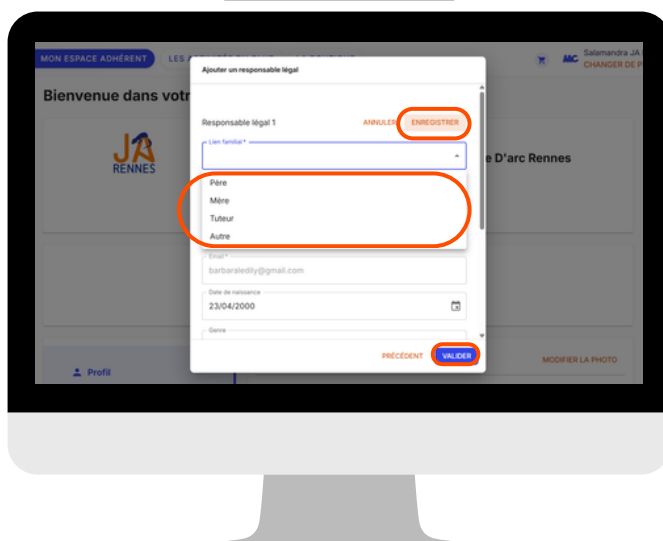 MON ESPACE ADHÉRENT
LES
Salamandra JA
CHANGER DE P
Bienvenue dans votr
JA
RENNES
e D'arc Rennes
Ajouter un responsable légal
Responsable légal 1
ANNULER
ENREGISTRER
Lien familial *
Père
Mère
Tuteur
Autre
Email *
barbaraledily@gmail.com
Date de naissance
23/04/2000
Genre
PRÉCÉDENT
VALIDER
MODIFIER LA PHOTO
Profil